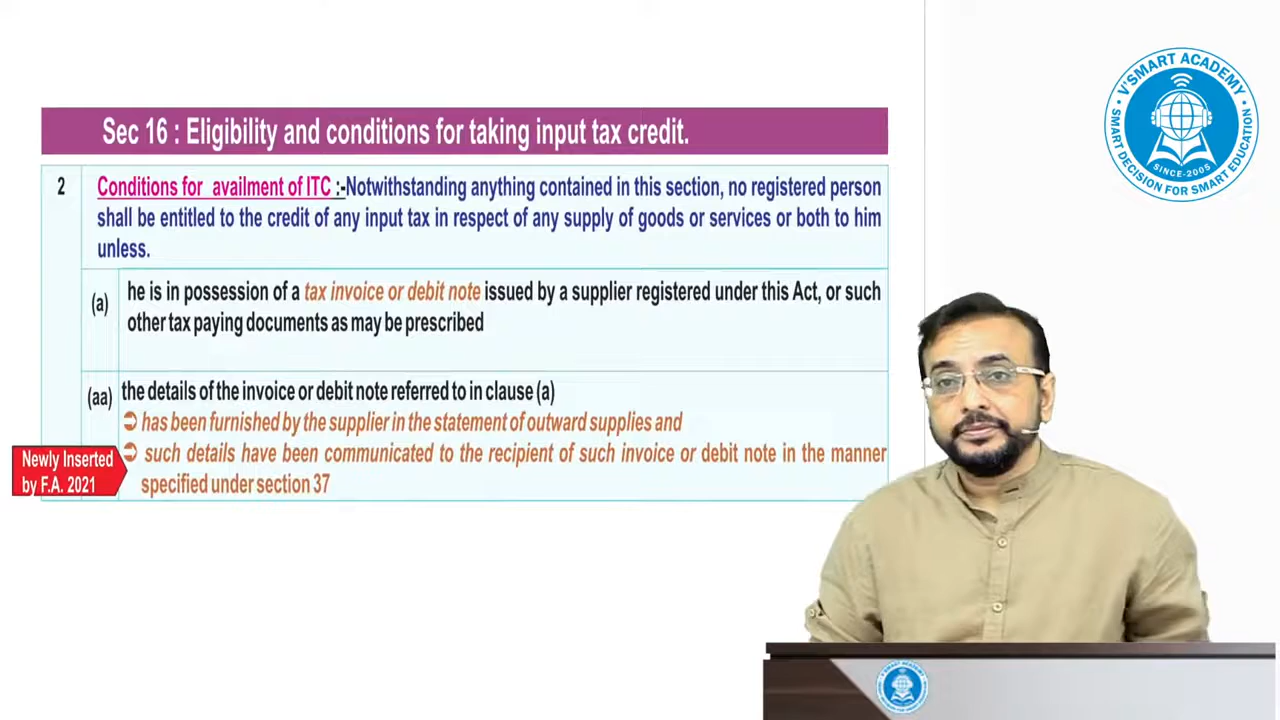 V'SMART ACADEMY
SINCE-2005
SMART DECISION FOR SMART EDUCATION
Sec 16 : Eligibility and conditions for taking input tax credit.
2
Conditions for availment of ITC :-Notwithstanding anything contained in this section, no registered person
shall be entitled to the credit of any input tax in respect of any supply of goods or services or both to him
unless.
(a)
he is in possession of a tax invoice or debit note issued by a supplier registered under this Act, or such
other tax paying documents as may be prescribed
(aa)
the details of the invoice or debit note referred to in clause (a)
➲ has been furnished by the supplier in the statement of outward supplies and
➲ such details have been communicated to the recipient of such invoice or debit note in the manner
specified under section 37
Newly Inserted
by F.A. 2021